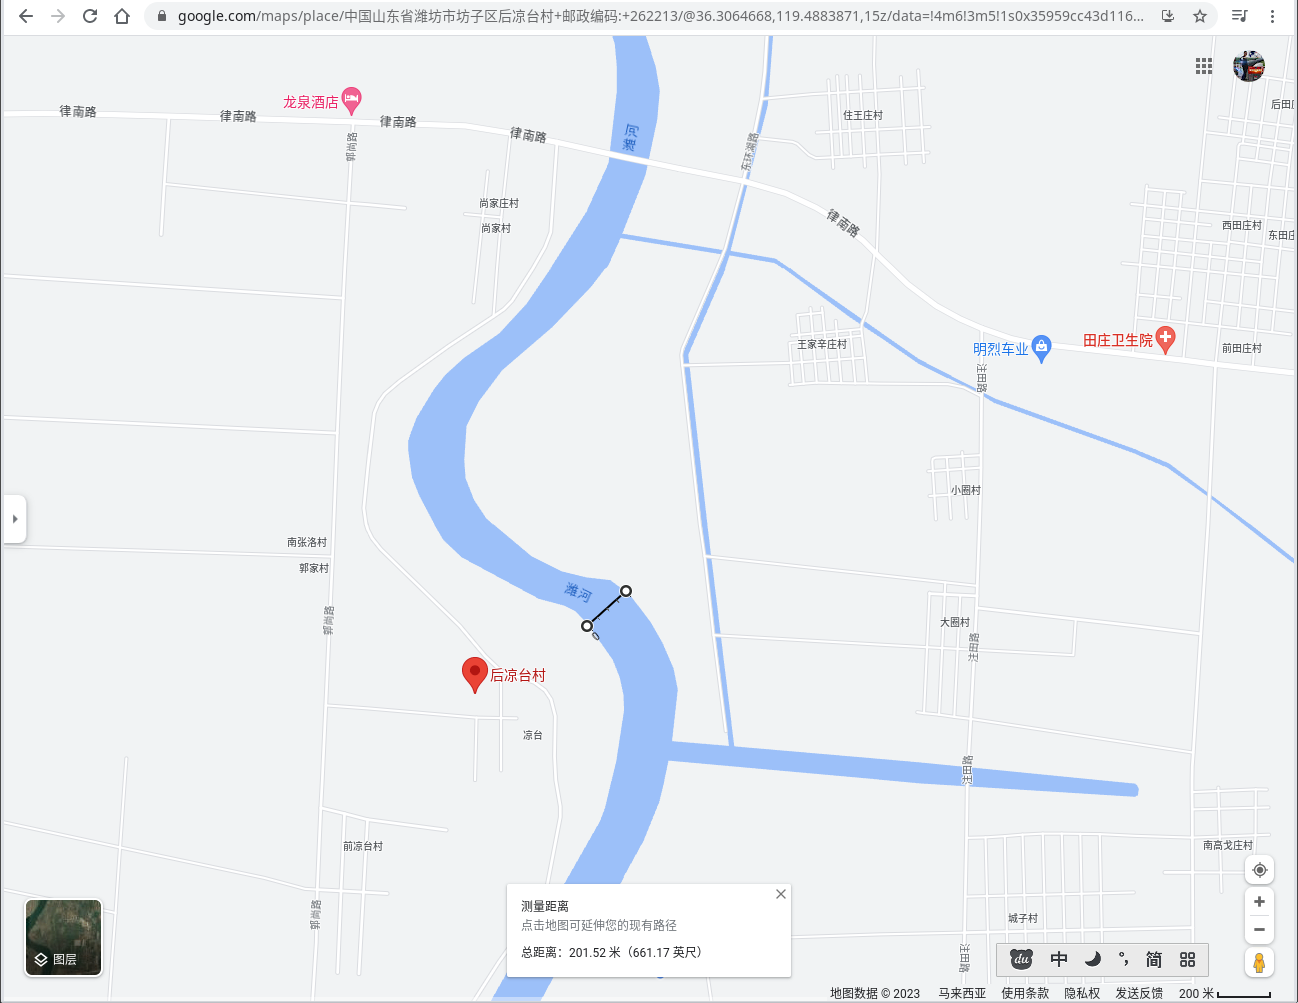 google.com/maps/place/中国山东省潍坊市坊子区后凉台村+邮政编码:+262213/@36.3064668,119.4883871,15z/data=!4m6!3m5!1s0x35959cc43d116...
龙泉酒店
律南路
律南路
律南路
律南路
郭尚路
潍河
东环湖路
住王庄村
后田
尚家庄村
尚家村
律南路
西田庄村
东田庄
王家辛庄村
明烈车业
田庄卫生院
前田庄村
注田路
小圈村
南张洛村
郭家村
潍河
郭尚路
大圈村
注田路
0
后凉台村
凉台
注田路
前凉台村
南高戈庄村
郭尚路
城子村
注田路
测量距离
点击地图可延伸您的现有路径
总距离：201.52 米（661.17 英尺）
图层
du 中 °, 简
地图数据 © 2023 马来西亚 使用条款 隐私权 发送反馈 200 米